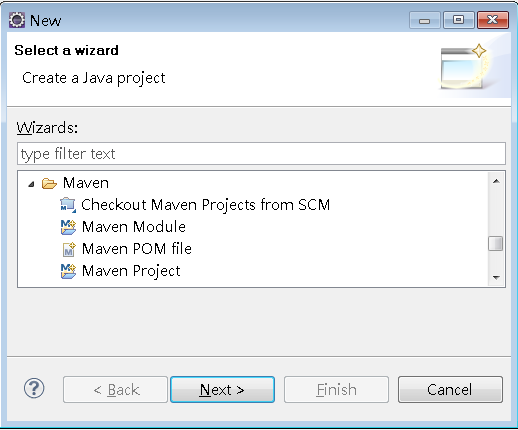 New
Select a wizard
Create a Java project
Wizards:
type filter text
Maven
Checkout Maven Projects from SCM
Maven Module
Maven POM file
Maven Project
? < Back Next > Finish Cancel